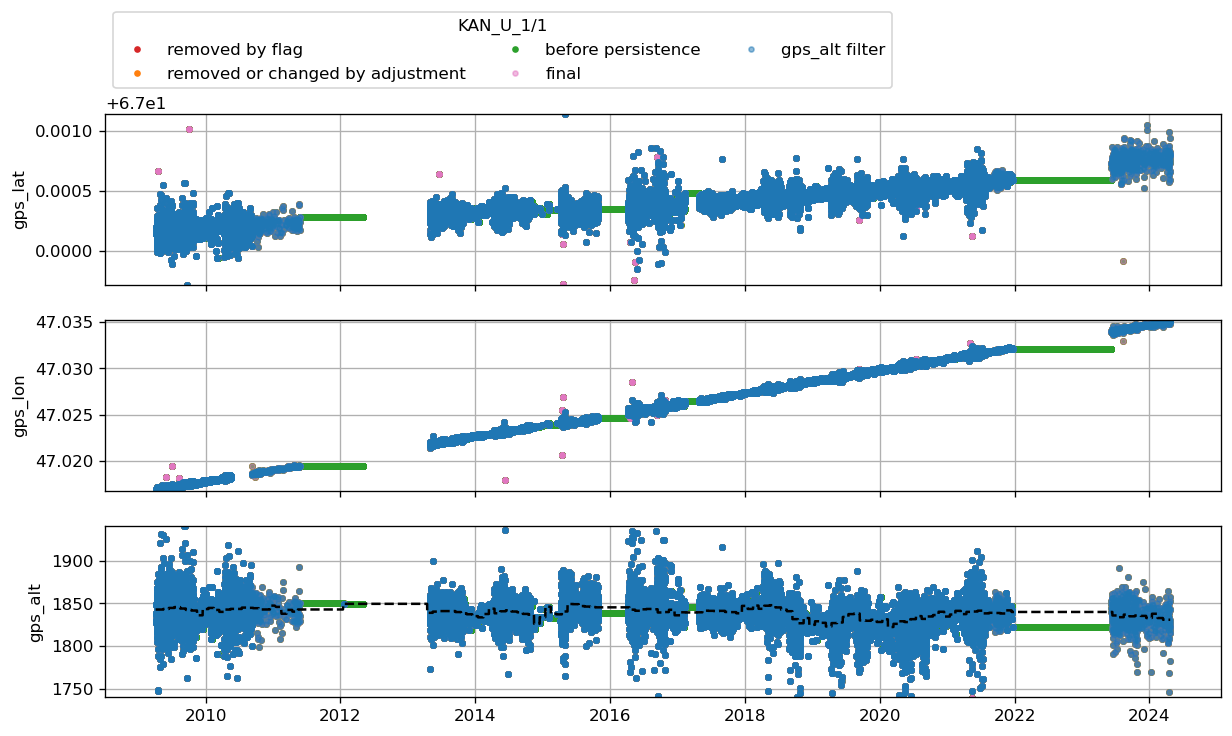 KAN_U_1/1
removed by flag
before persistence
gps_alt filter
removed or changed by adjustment
final
+6.7e1
0.0010
0.0005
0.0000
gps_lat
47.035
47.030
47.025
47.020
gps_lon
1900
1850
1800
1750
gps_alt
2010 2012 2014 2016 2018 2020 2022 2024